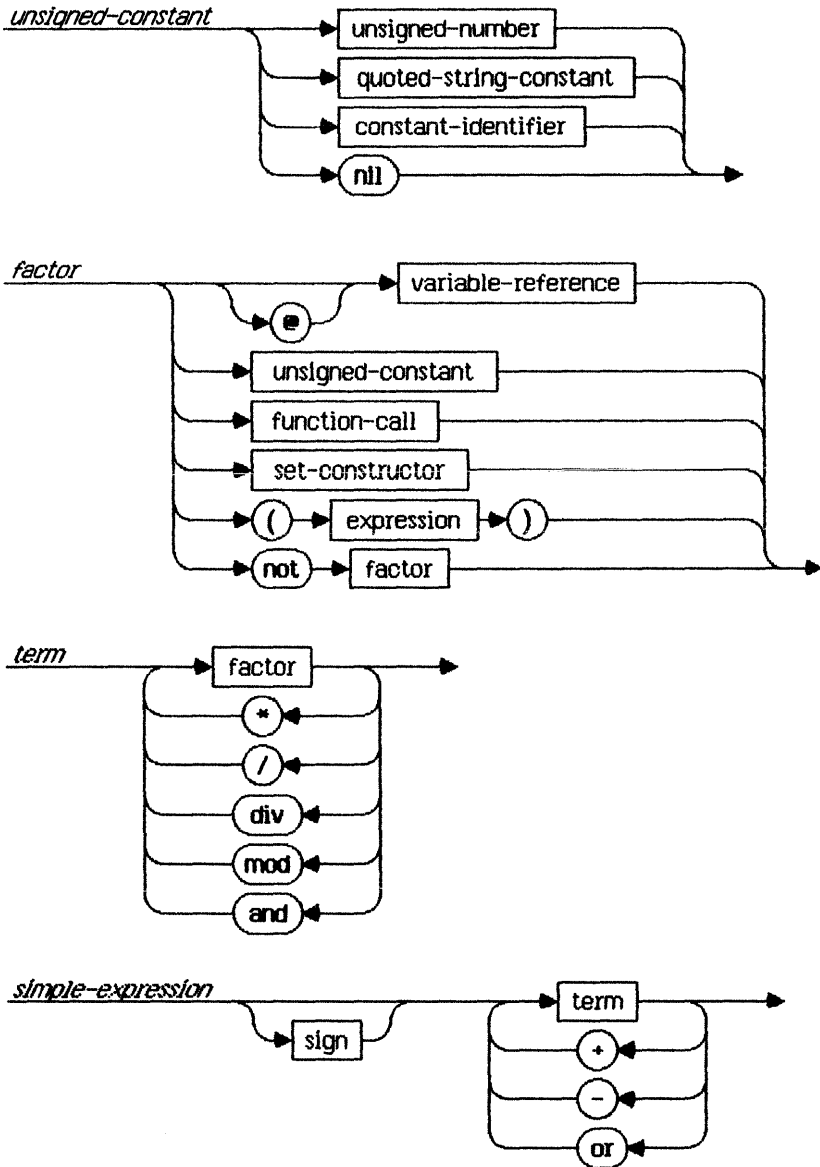 unsigned-constant
unsigned-number
quoted-string-constant
constant-identifier
nil
factor
@
variable-reference
unsigned-constant
function-call
set-constructor
( expression )
not factor
term
factor
*
/
div
mod
and
simple-expression
sign
term
+
-
or